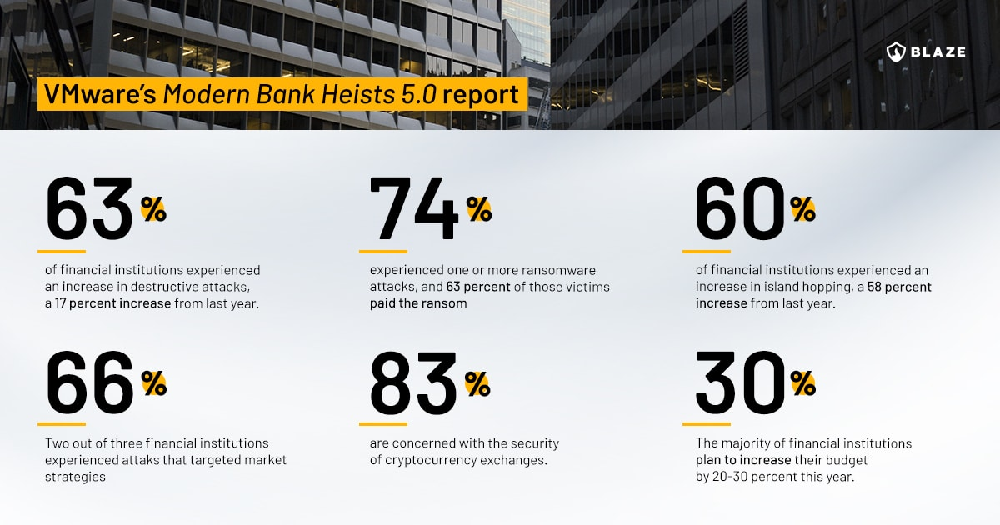 BLAZE
VMware's Modern Bank Heists 5.0 report
63%
of financial institutions experienced
an increase in destructive attacks,
a 17 percent increase from last year.
74%
experienced one or more ransomware
attacks, and 63 percent of those victims
paid the ransom
60%
of financial institutions experienced an
increase in island hopping, a 58 percent
increase from last year.
66%
Two out of three financial institutions
experienced attaks that targeted market
strategies
83%
are concerned with the security
of cryptocurrency exchanges.
30%
The majority of financial institutions
plan to increase their budget
by 20-30 percent this year.